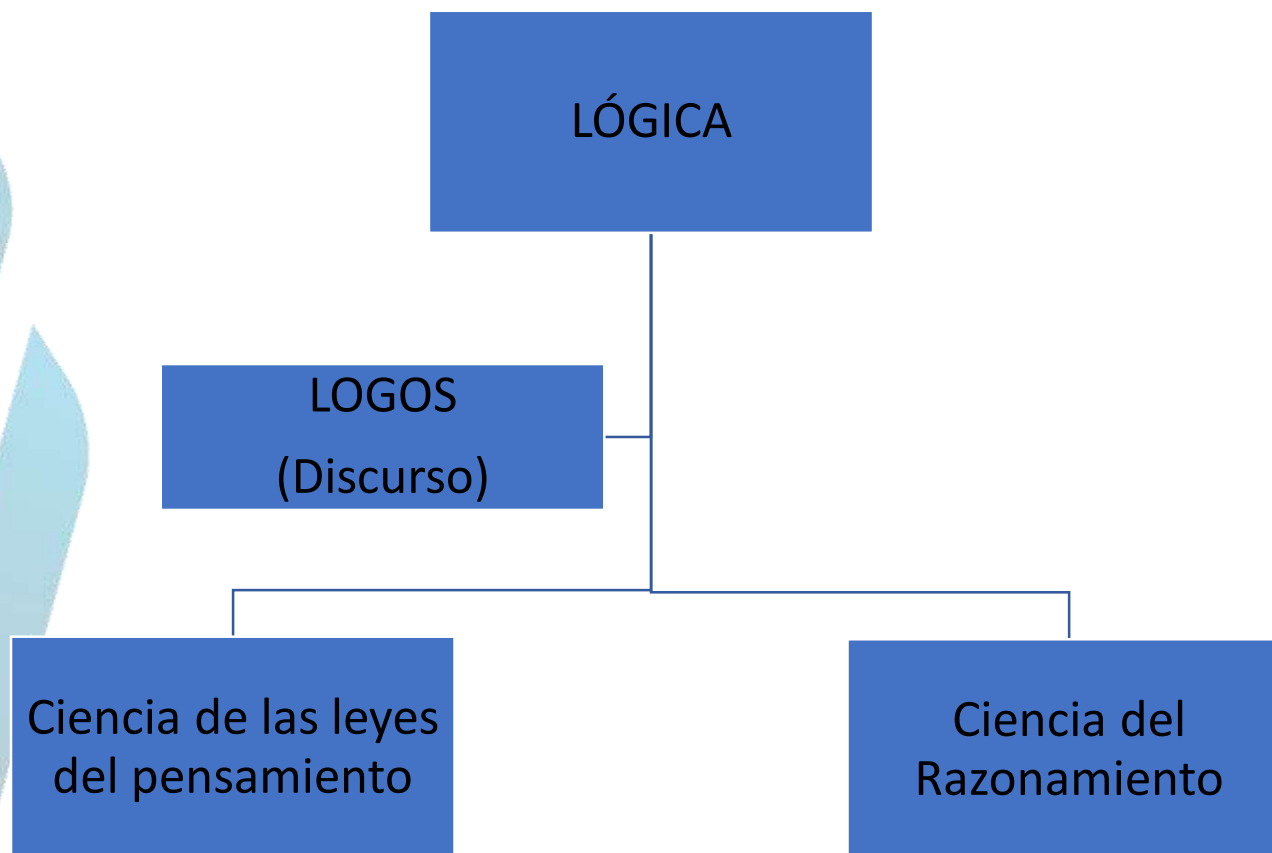 LÓGICA
LOGOS
(Discurso)
Ciencia de las leyes
del pensamiento
Ciencia del
Razonamiento